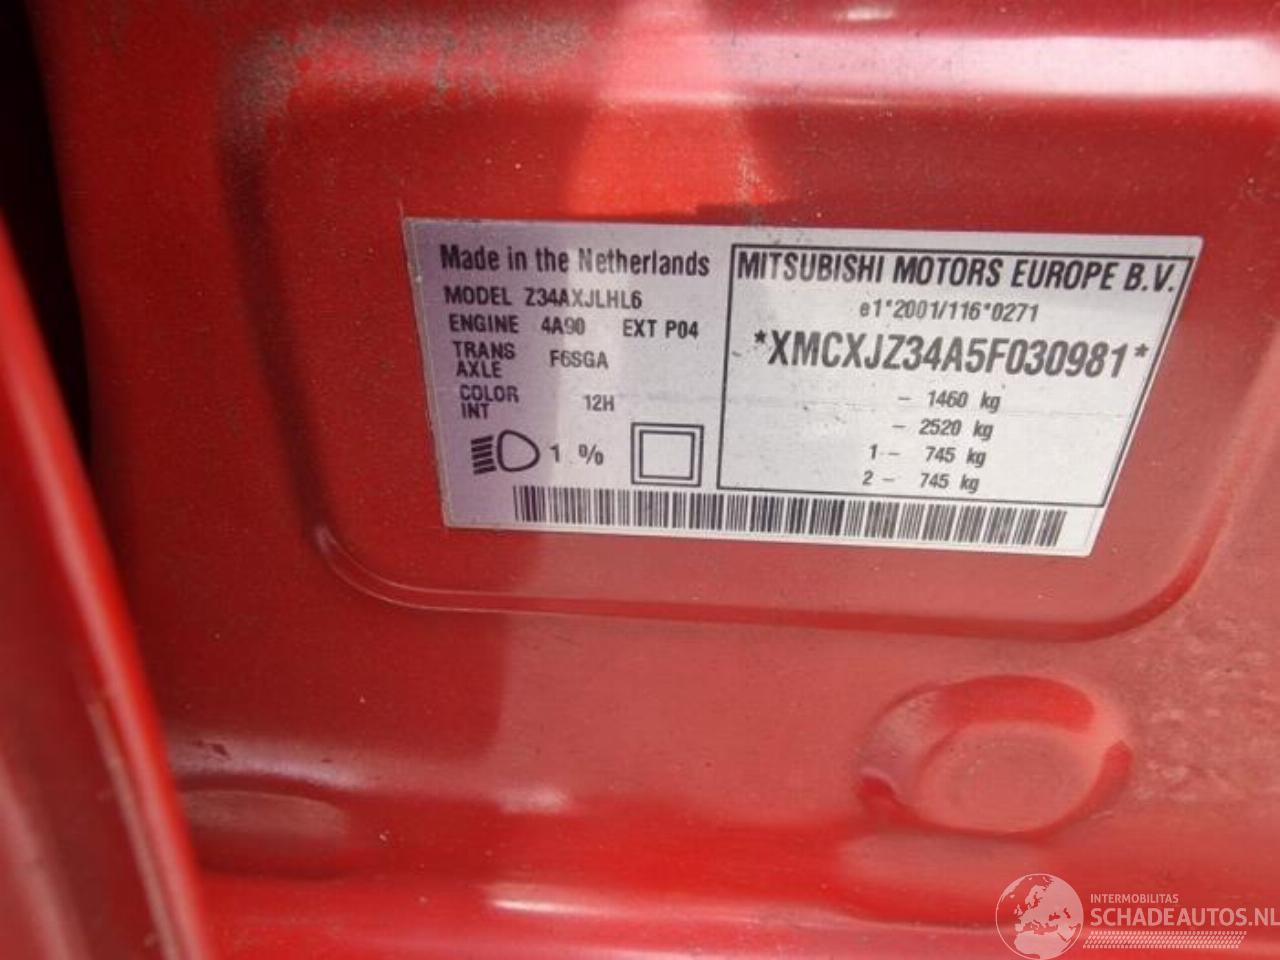 Made in the Netherlands
MODEL Z34AXJLHL6
ENGINE 4A90 EXT P04
TRANS AXLE F6SGA
COLOR INT 12H
1 %
MITSUBISHI MOTORS EUROPE B.V.
e1*2001/116*0271
*XMCXJZ34A5F030981*
- 1460 kg
- 2520 kg
1 - 745 kg
2 - 745 kg
INTERMOBILITAS
SCHADEAUTOS.NL